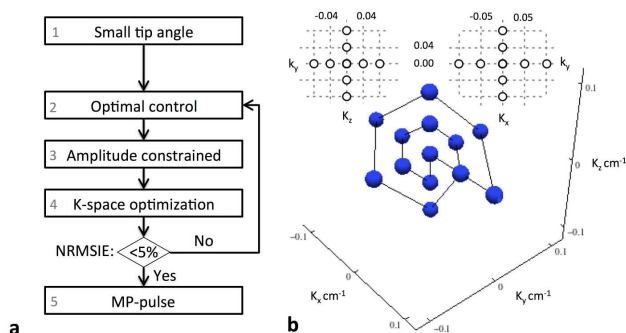 1 Small tip angle
2 Optimal control
3 Amplitude constrained
4 K-space optimization
NRMSIE: <5% No
Yes
5 MP-pulse
a
-0.04 0.04 -0.05 0.05
0.04
ky 0.00 ky
Kz Kx
0.1
0 Kz cm-1
-0.1
-0.1 0.1
0 0
Kx cm-1 Ky cm-1
0.1 -0.1
b